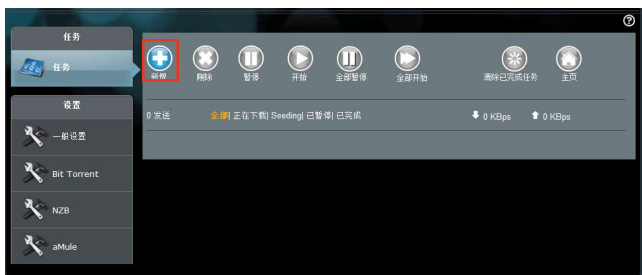 任务
任务
新增 删除 暂停 开始 全部暂停 全部开始 清除已完成任务 主页
0 发送 全部| 正在下载| Seeding| 已暂停| 已完成 0 KBps 0 KBps
设置
一般设置
Bit Torrent
NZB
aMule